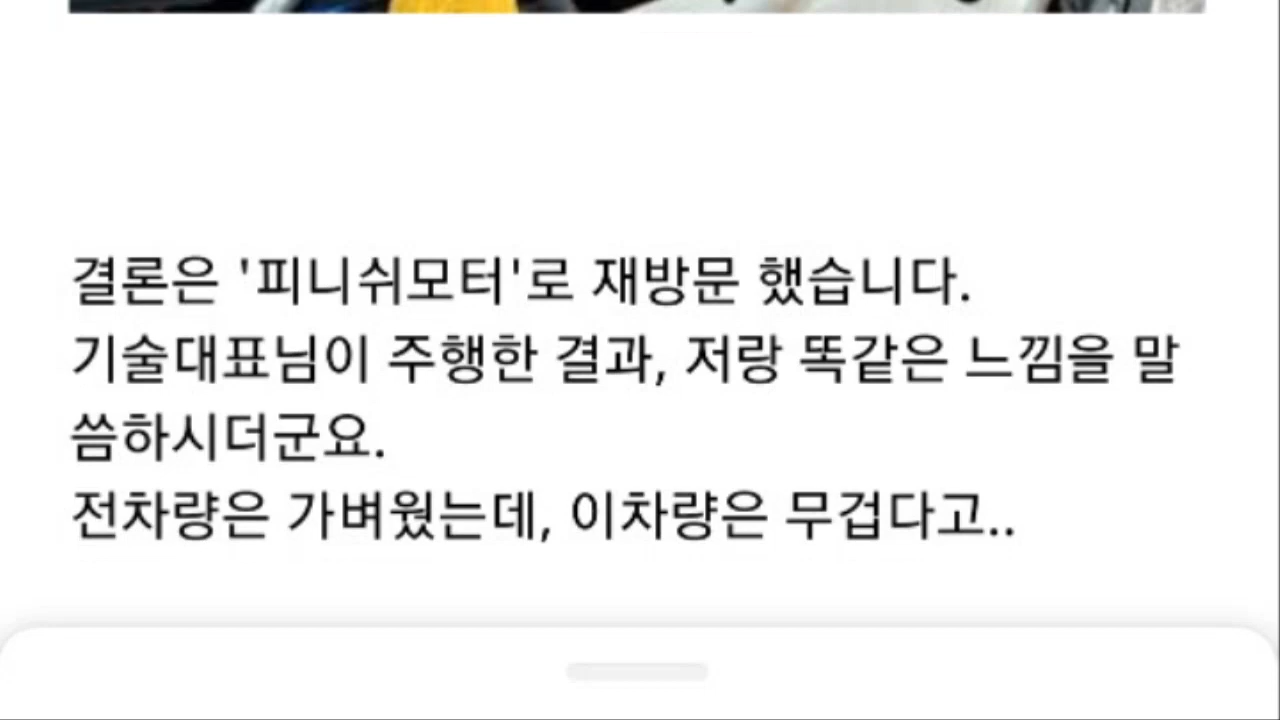 결론은 '피니쉬모터'로 재방문 했습니다.
기술대표님이 주행한 결과, 저랑 똑같은 느낌을 말
씀하시더군요.
전차량은 가벼웠는데, 이차량은 무겁다고..